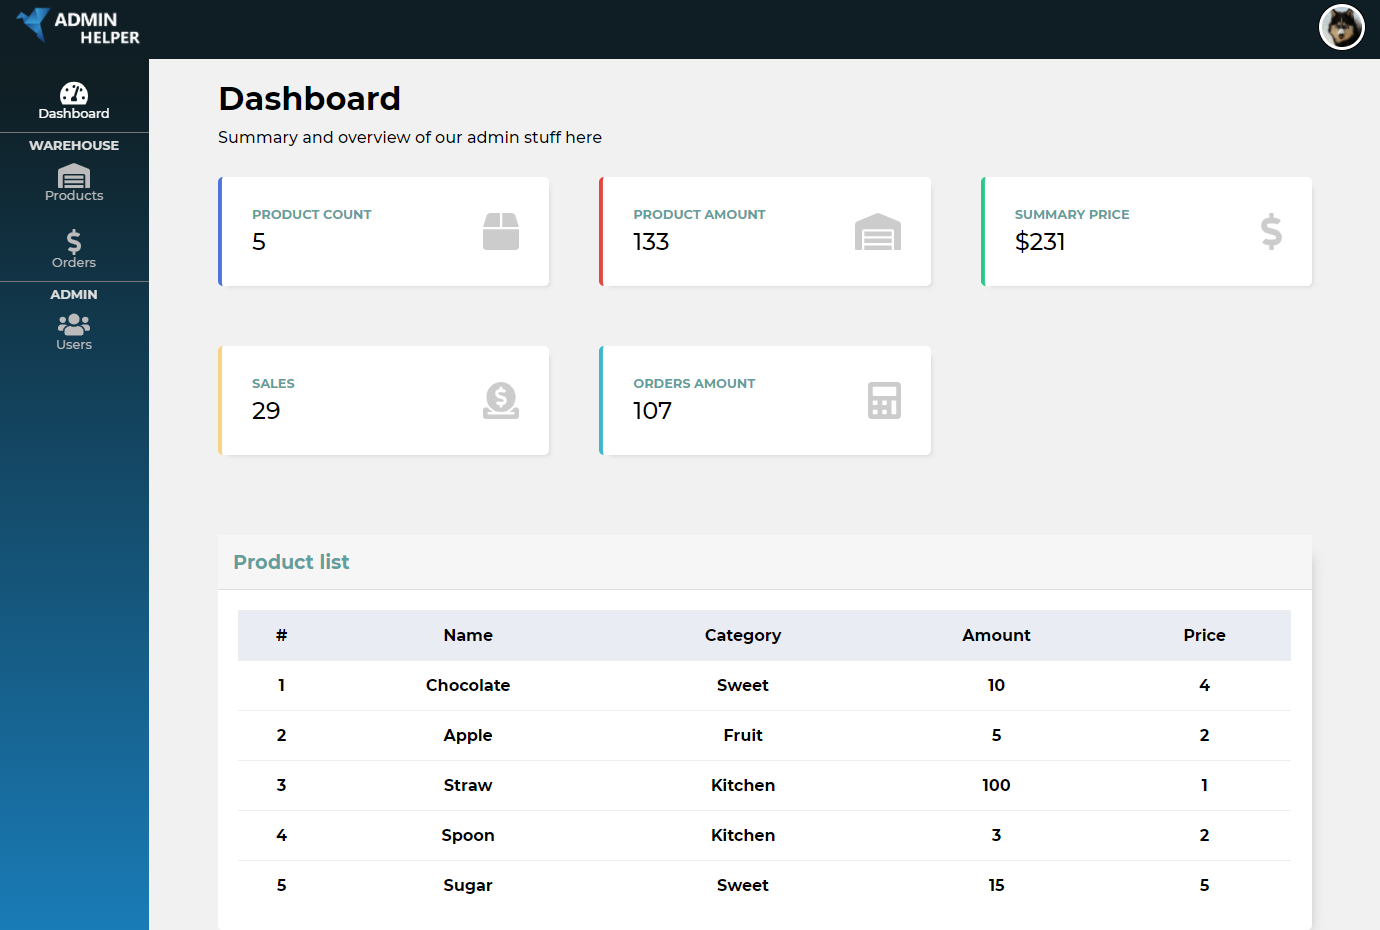 ADMIN
HELPER
Dashboard
WAREHOUSE
Products
Orders
ADMIN
Users
Dashboard
Summary and overview of our admin stuff here
PRODUCT COUNT
5
PRODUCT AMOUNT
133
SUMMARY PRICE
$231
SALES
29
ORDERS AMOUNT
107
Product list
# Name Category Amount Price
1 Chocolate Sweet 10 4
2 Apple Fruit 5 2
3 Straw Kitchen 100 1
4 Spoon Kitchen 3 2
5 Sugar Sweet 15 5